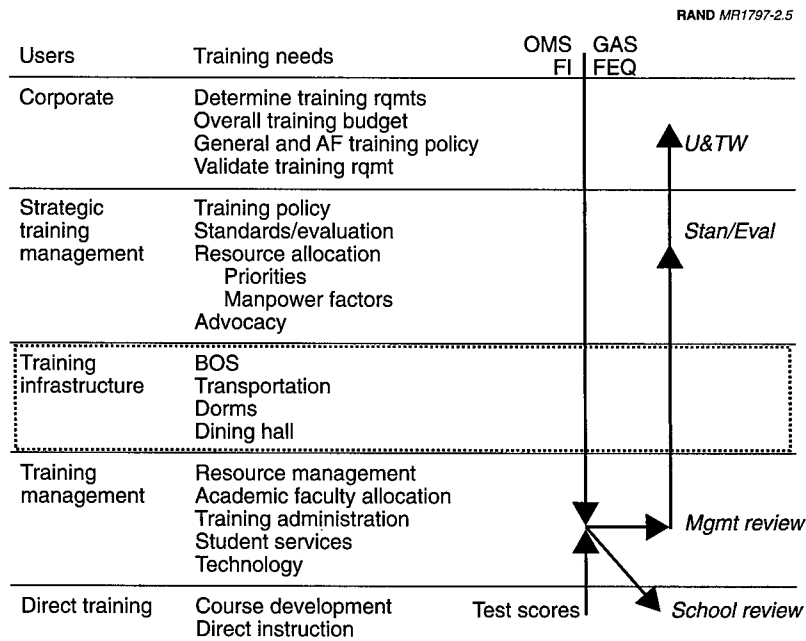 RAND MR1797-2.5
Users Training needs OMS GAS
FI FEQ
Corporate Determine training rqmts
Overall training budget
General and AF training policy U&TW
Validate training rqmt
Strategic Training policy
training Standards/evaluation Stan/Eval
management Resource allocation
Priorities
Manpower factors
Advocacy
Training BOS
infrastructure Transportation
Dorms
Dining hall
Training Resource management
management Academic faculty allocation
Training administration Mgmt review
Student services
Technology
Direct training Course development Test scores School review
Direct instruction